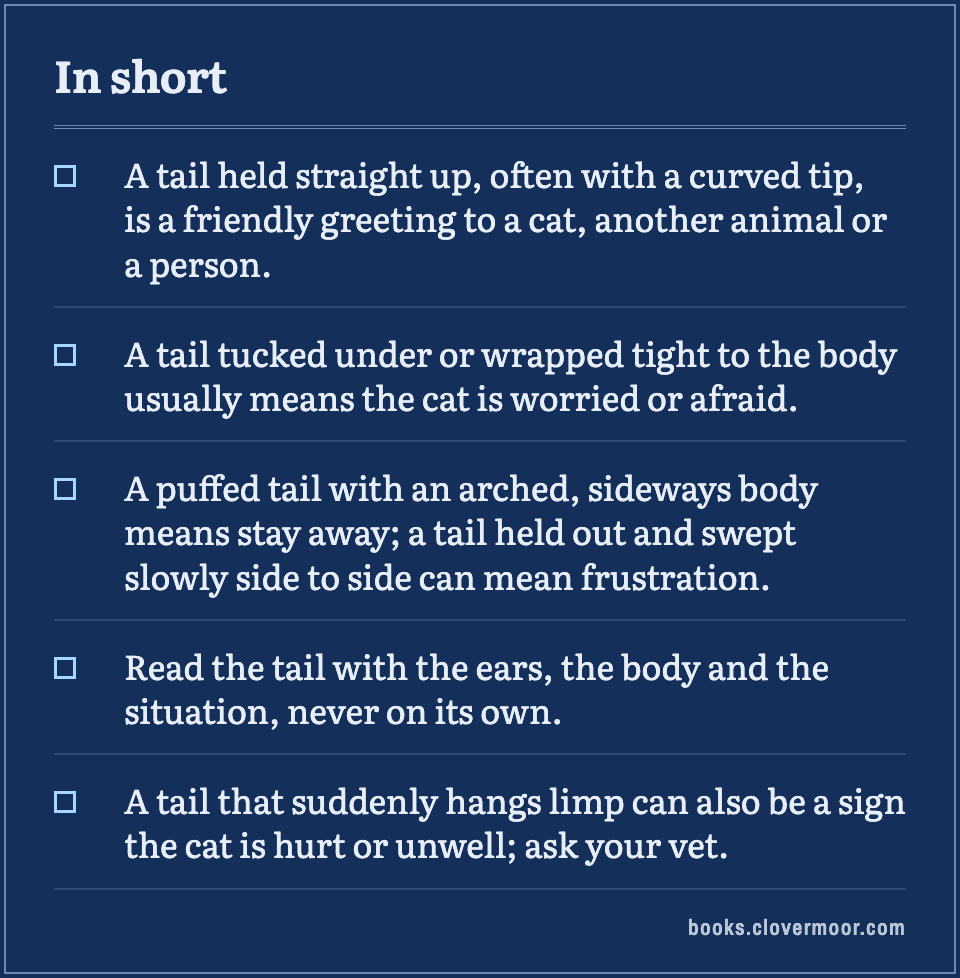 In short
A tail held straight up, often with a curved tip,
is a friendly greeting to a cat, another animal or
a person.
A tail tucked under or wrapped tight to the body
usually means the cat is worried or afraid.
A puffed tail with an arched, sideways body
means stay away; a tail held out and swept
slowly side to side can mean frustration.
Read the tail with the ears, the body and the
situation, never on its own.
A tail that suddenly hangs limp can also be a sign
the cat is hurt or unwell; ask your vet.
books.clovermoor.com